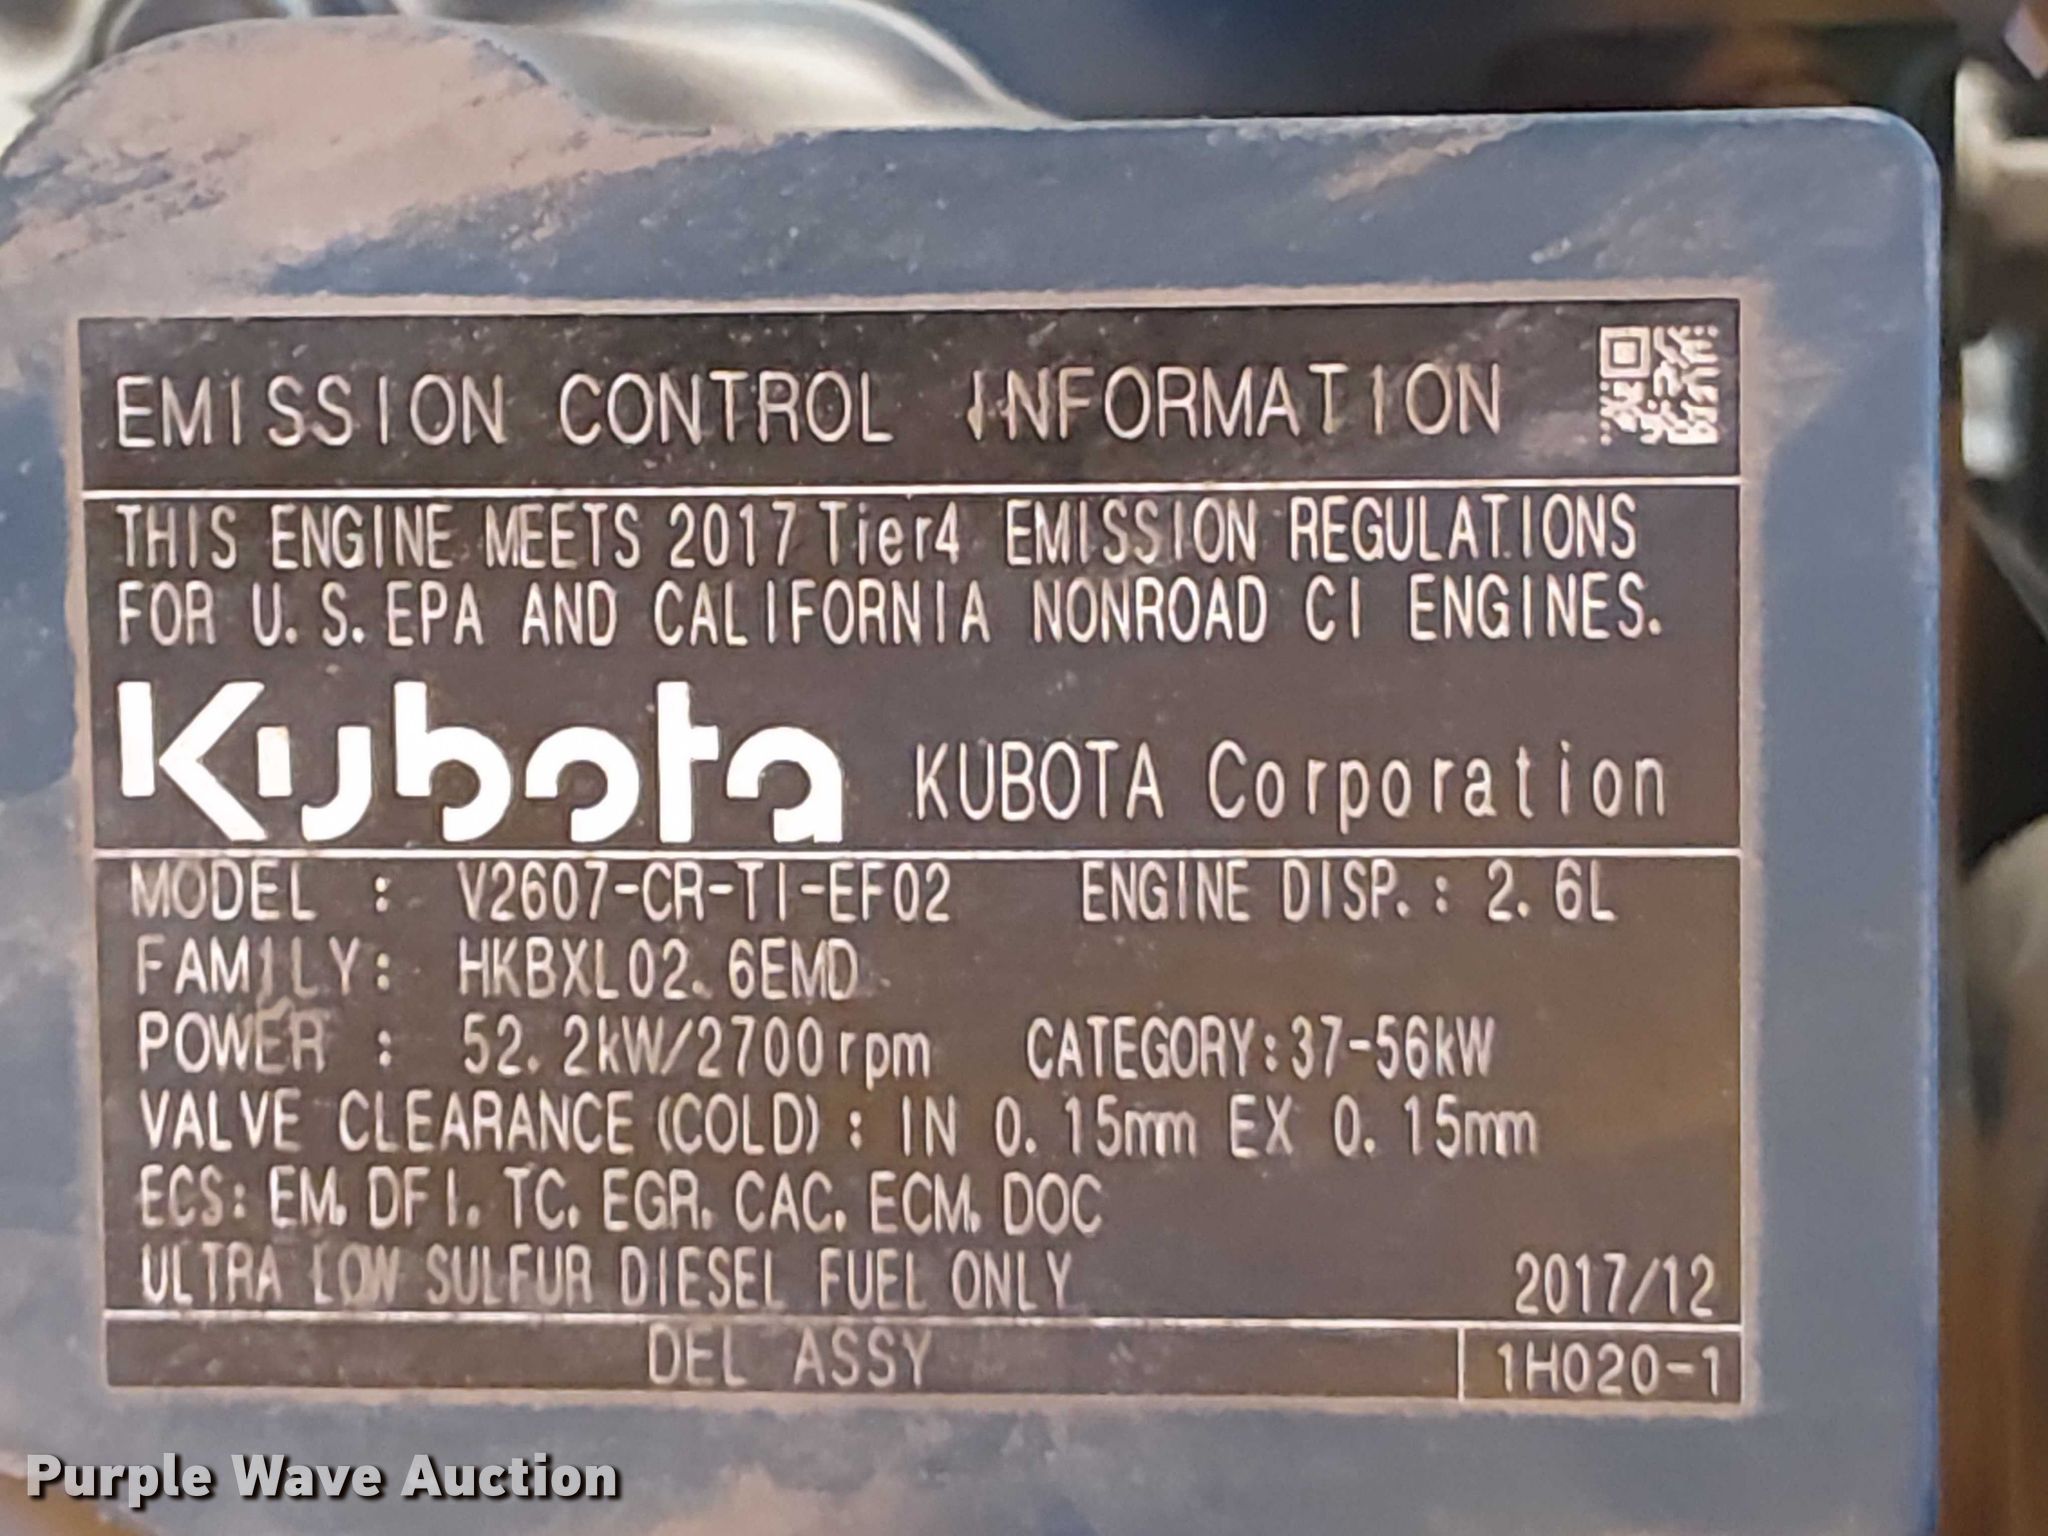 EMISSION CONTROL INFORMATION
THIS ENGINE MEETS 2017 Tier4 EMISSION REGULATIONS
FOR U.S.EPA AND CALIFORNIA NONROAD CI ENGINES.
Kubota KUBOTA Corporation
MODEL : V2607-CR-TI-EF02 ENGINE DISP.: 2.6L
FAMILY: HKBXL02.6EMD
POWER : 52.2kW/2700rpm CATEGORY:37-56kW
VALVE CLEARANCE(COLD): IN 0.15mm EX 0.15mm
ECS: EM. DFI. TC. EGR. CAC. ECM. DOC
ULTRA LOW SULFUR DIESEL FUEL ONLY 2017/12
DEL ASSY 1H020-1
Purple Wave Auction